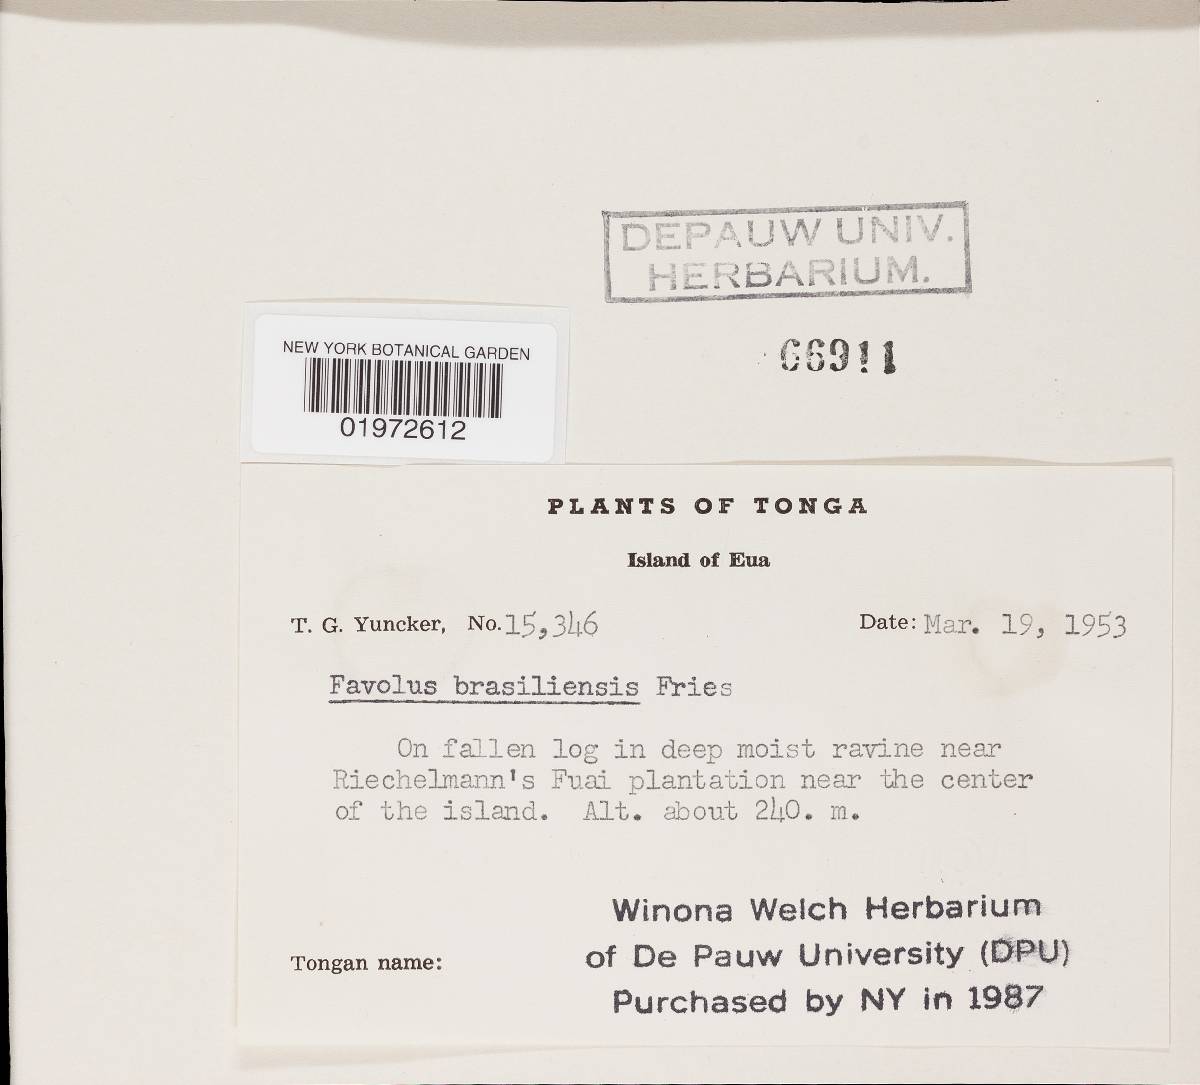 DEPAUW UNIV.
HERBARIUM.
66911
NEW YORK BOTANICAL GARDEN
01972612
PLANTS OF TONGA
Island of Eua
T. G. Yuncker, No. 15,346 Date: Mar. 19, 1953
Favolus brasiliensis Fries
On fallen log in deep moist ravine near
Riechelmann's Fuai plantation near the center
of the island. Alt. about 240. m.
Winona Welch Herbarium
of De Pauw University (DPU)
Purchased by NY in 1987
Tongan name: